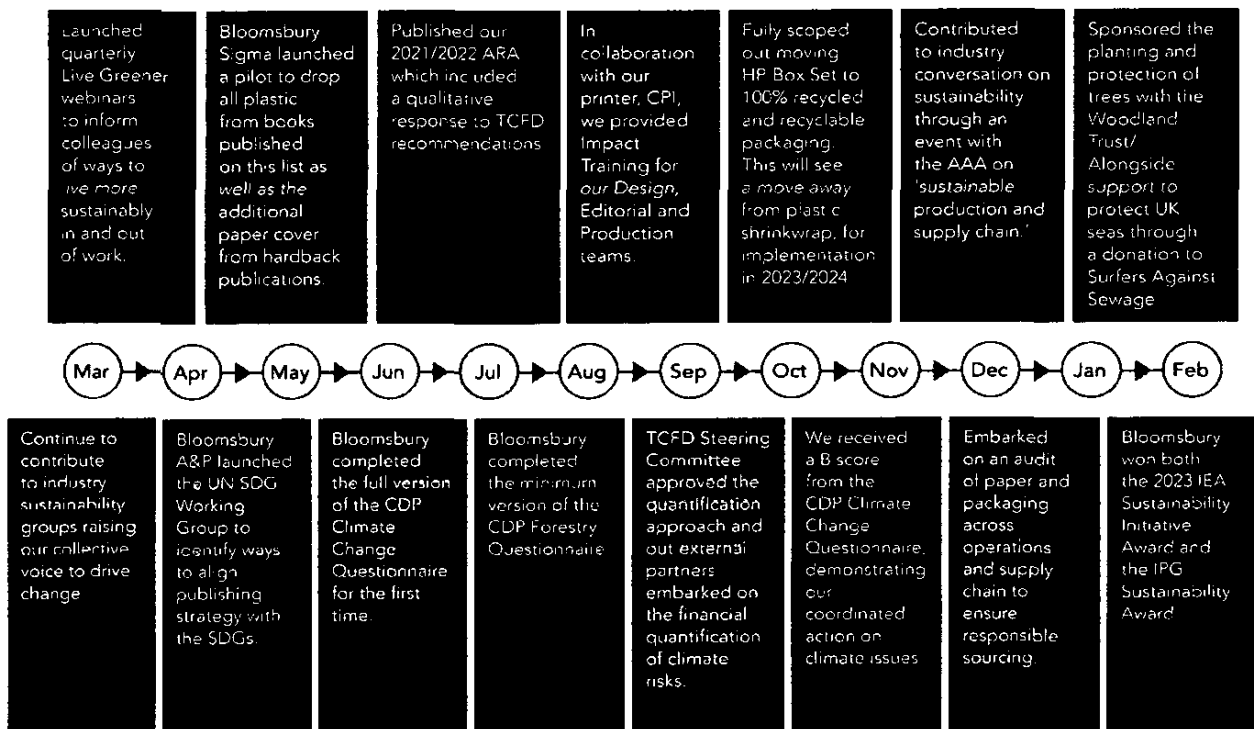 Launched
quarterly
Live Greener
webinars
to inform
colleagues
of ways to
live more
sustainably
in and out
of work.
Bloomsbury
Sigma launched
a pilot to drop
all plastic
from books
published
on this list as
well as the
additional
paper cover
from hardback
publications.
Published our
2021/2022 ARA
which included
a qualitative
response to TCFD
recommendations
In
collaboration
with our
printer, CPI,
we provided
Impact
Training for
our Design,
Editorial and
Production
teams.
Fully scoped
out moving
HP Box Set to
100% recycled
and recyclable
packaging.
This will see
a move away
from plastic
shrinkwrap, for
implementation
in 2023/2024
Contributed
to industry
conversation on
sustainability
through an
event with
the AAA on
'sustainable
production and
supply chain.'
Sponsored the
planting and
protection of
trees with the
Woodland
Trust/
Alongside
support to
protect UK
seas through
a donation to
Surfers Against
Sewage
Mar Apr May Jun Jul Aug Sep Oct Nov Dec Jan Feb
Continue to
contribute
to industry
sustainability
groups raising
our collective
voice to drive
change
Bloomsbury
A&P launched
the UN SDG
Working
Group to
identify ways
to align
publishing
strategy with
the SDGs.
Bloomsbury
completed
the full version
of the CDP
Climate
Change
Questionnaire
for the first
time.
Bloomsbury
completed
the minimum
version of the
CDP Forestry
Questionnaire
TCFD Steering
Committee
approved the
quantification
approach and
out external
partners
embarked on
the financial
quantification
of climate
risks.
We received
a B score
from the
CDP Climate
Change
Questionnaire,
demonstrating
our
coordinated
action on
climate issues
Embarked
on an audit
of paper and
packaging
across
operations
and supply
chain to
ensure
responsible
sourcing.
Bloomsbury
won both
the 2023 IEA
Sustainability
Initiative
Award and
the IPG
Sustainability
Award